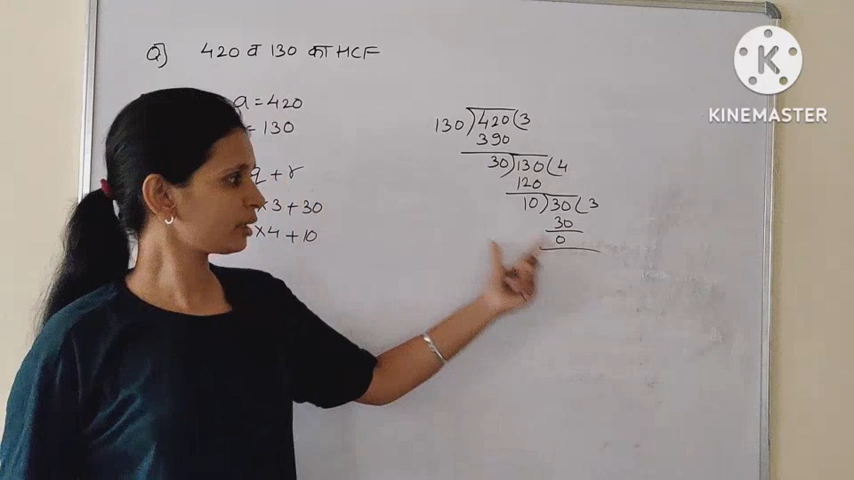 Q) 420 व 130 का HCF
a = 420
= 130
q + r
×3 + 30
×4 + 10
130)420(3
390
30)130(4
120
10)30(3
30
0
K
KINEMASTER